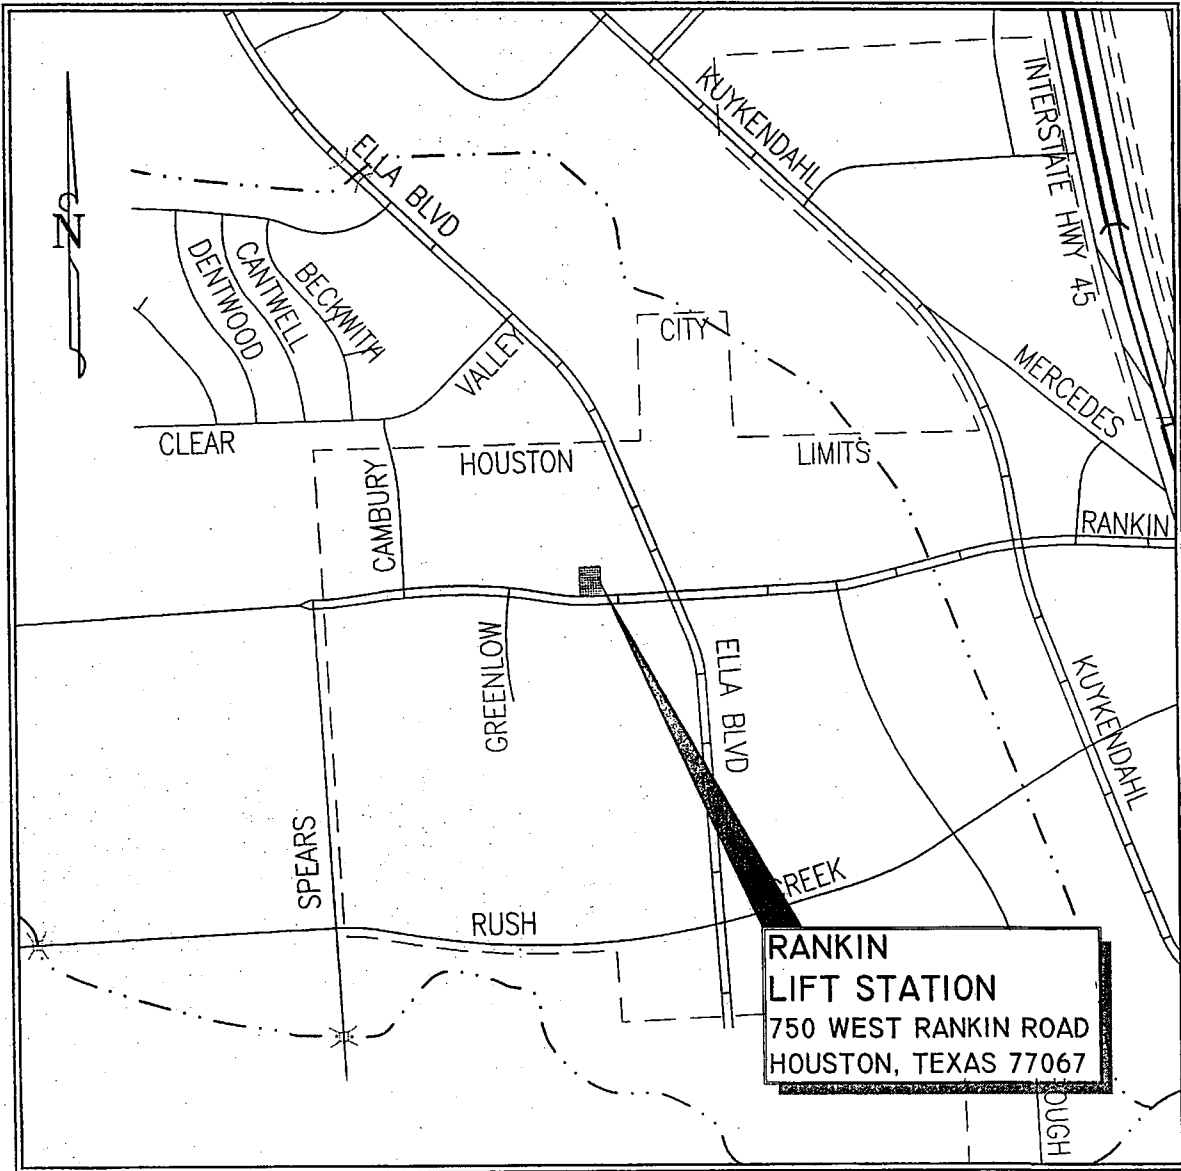 KUYKENDAHL
INTERSTATE HWY 45
ELLA BLVD
N
DENTWOOD
CANTWELL
BECKWITH
CITY
VALLEY
MERCEDES
CLEAR
HOUSTON
LIMITS
CAMBURY
RANKIN
GREENLOW
ELLA BLVD
KUYKENDAHL
SPEARS
CREEK
RUSH
RANKIN
LIFT STATION
750 WEST RANKIN ROAD
HOUSTON, TEXAS 77067
OUGH